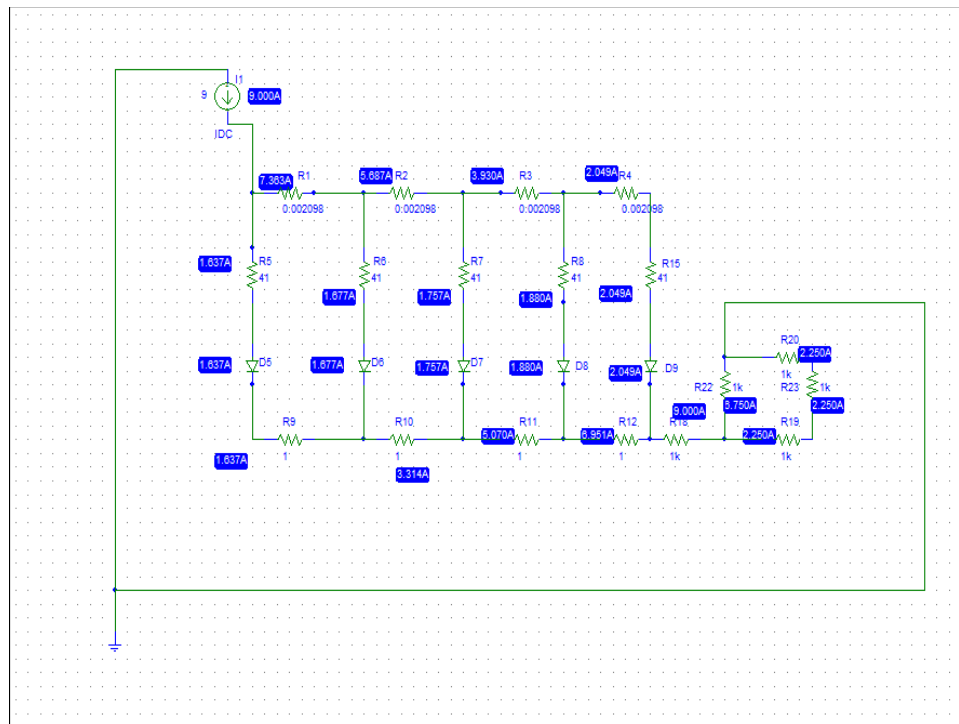 I1
9
9.000A
IDC
7.363A
R1
5.687A
R2
3.930A
R3
2.049A
R4
0.002098
0.002098
0.002098
0.002098
1.637A
R5
41
R6
41
R7
41
R8
41
R15
41
1.677A
1.757A
1.880A
2.049A
1.637A
D5
1.677A
D6
1.757A
D7
1.880A
D8
2.049A
D9
R20
2.250A
1k
R22
1k
R23
1k
3.750A
2.250A
9.000A
R9
1
R10
1
5.070A
R11
1
6.951A
R12
1
R18
1k
2.250A
R19
1k
1.637A
3.314A